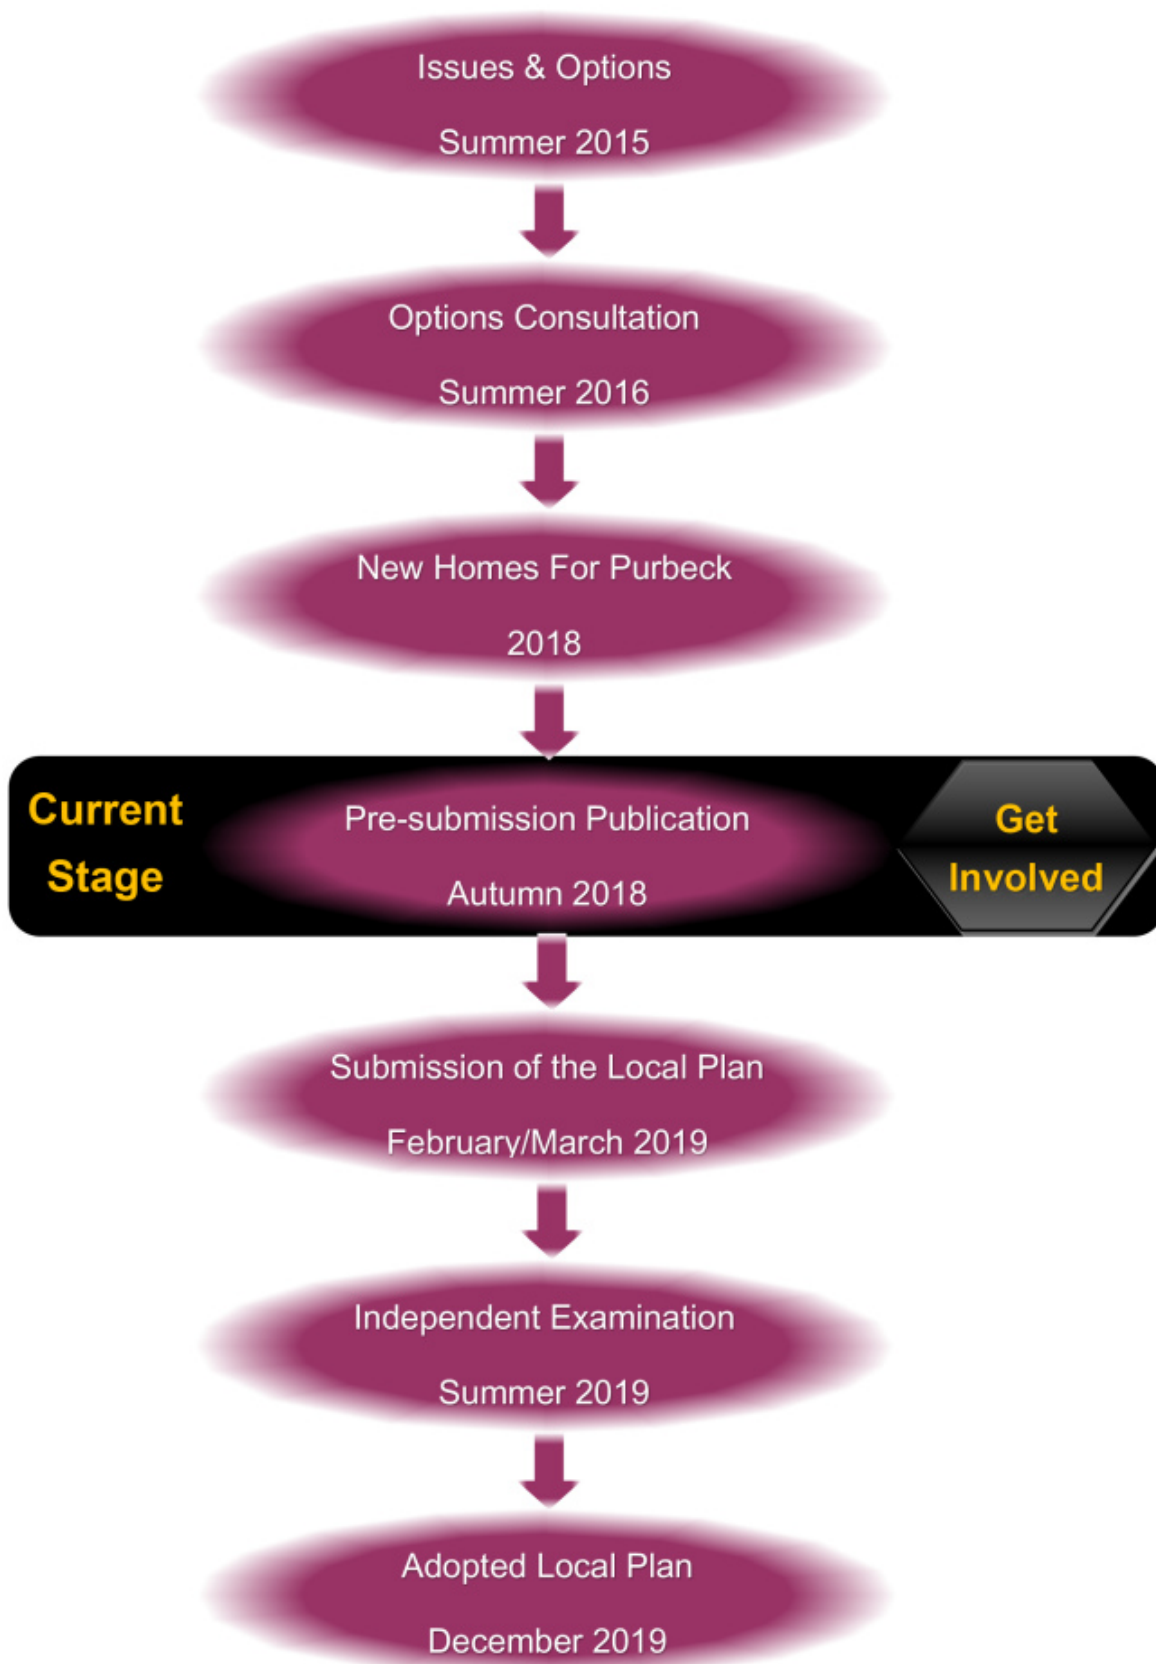 Issues & Options
Summer 2015
Options Consultation
Summer 2016
New Homes For Purbeck
2018
Current
Stage
Pre-submission Publication
Autumn 2018
Get
Involved
Submission of the Local Plan
February/March 2019
Independent Examination
Summer 2019
Adopted Local Plan
December 2019